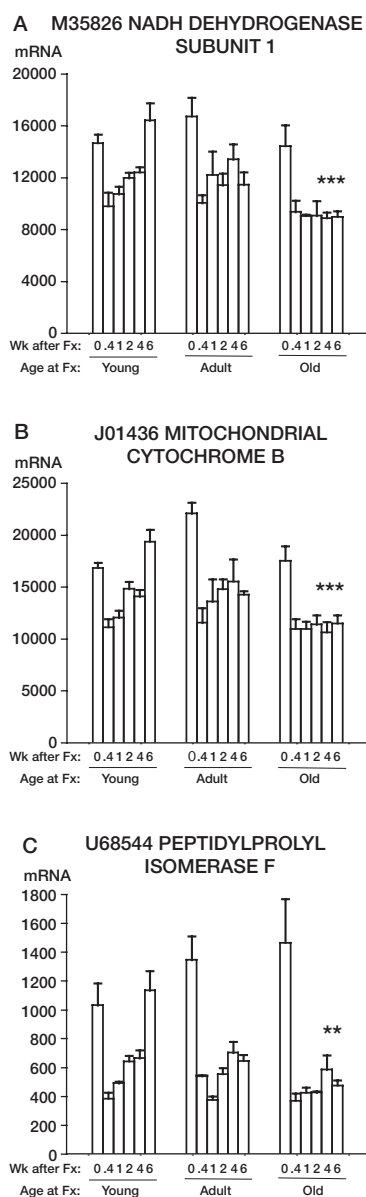 A M35826 NADH DEHYDROGENASE
SUBUNIT 1
mRNA
20000
16000
12000
8000
4000
0
***
Wk after Fx: 0 .4 1 2 4 6 0 .4 1 2 4 6 0 .4 1 2 4 6
Age at Fx: Young Adult Old
B J01436 MITOCHONDRIAL
CYTOCHROME B
mRNA
25000
20000
15000
10000
5000
0
***
Wk after Fx: 0 .4 1 2 4 6 0 .4 1 2 4 6 0 .4 1 2 4 6
Age at Fx: Young Adult Old
C U68544 PEPTIDYLPROLYL
ISOMERASE F
mRNA
1800
1600
1400
1200
1000
800
600
400
200
0
**
Wk after Fx: 0 .4 1 2 4 6 0 .4 1 2 4 6 0 .4 1 2 4 6
Age at Fx: Young Adult Old